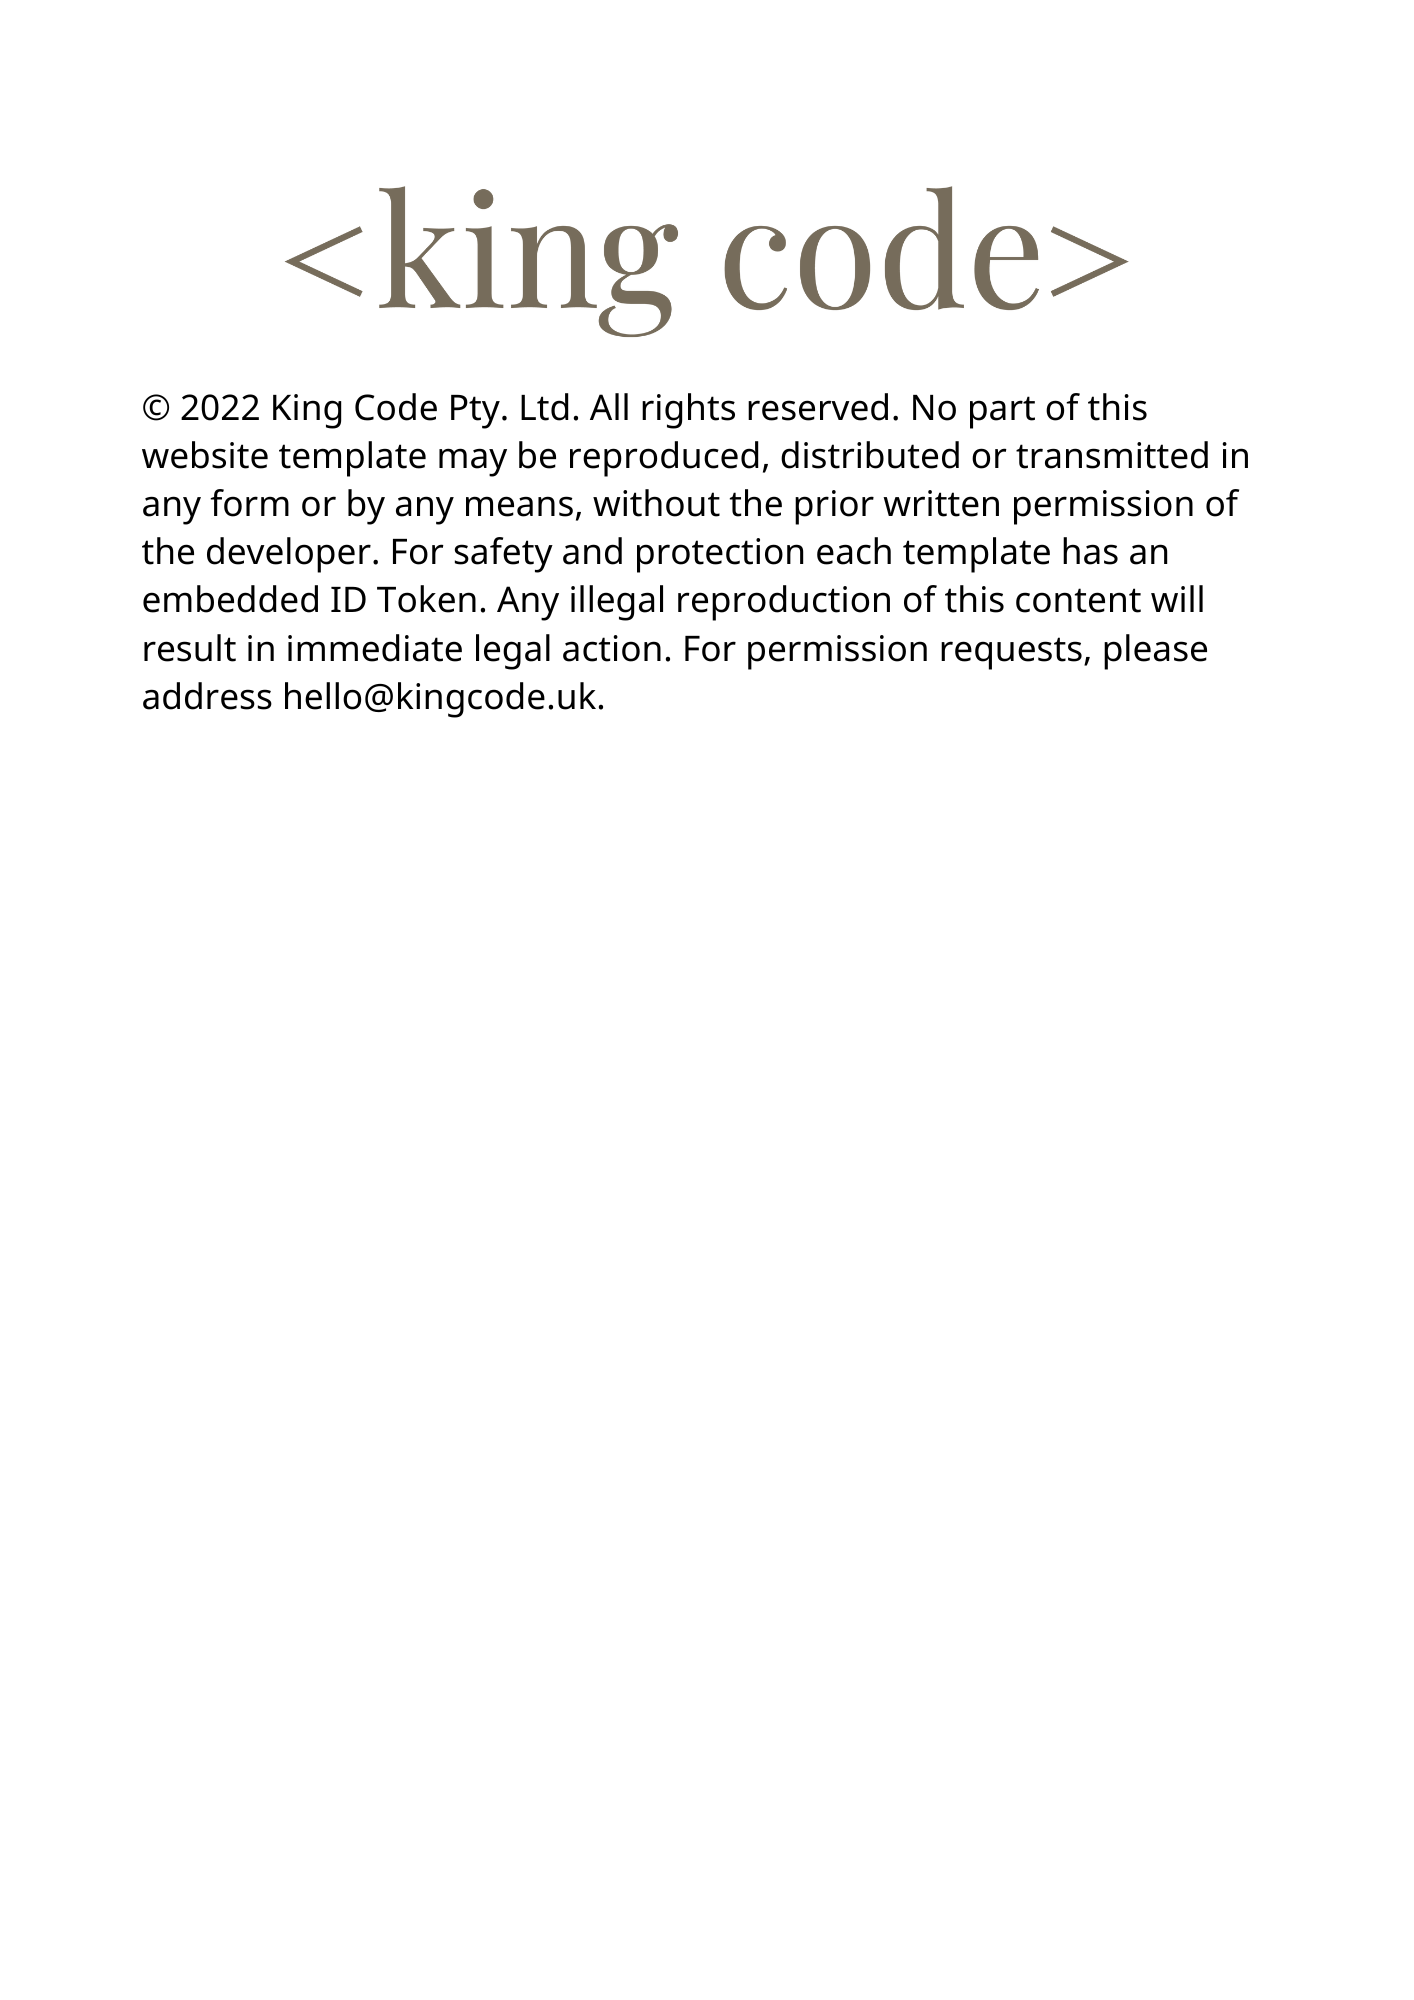 <king code>
© 2022 King Code Pty. Ltd. All rights reserved. No part of this
website template may be reproduced, distributed or transmitted in
any form or by any means, without the prior written permission of
the developer. For safety and protection each template has an
embedded ID Token. Any illegal reproduction of this content will
result in immediate legal action. For permission requests, please
address hello@kingcode.uk.